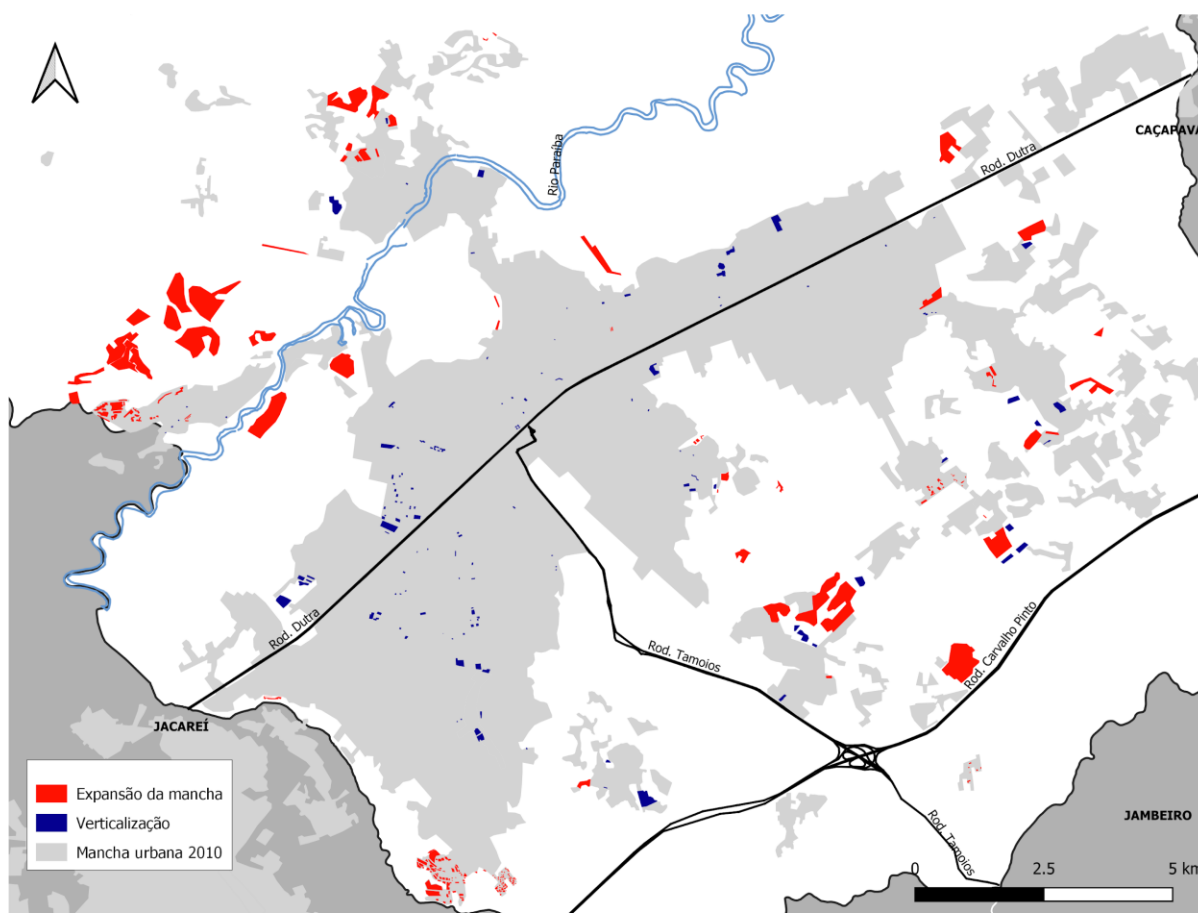 Rio Paraíba
CAÇAPAVA
Rod. Dutra
Rod. Dutra
Rod. Tamoios
Rod. Carvalho Pinto
JACAREÍ
Expansão da mancha
Verticalização
Mancha urbana 2010
JAMBEIRO
Rod. Tamoios
0 2.5 5 km